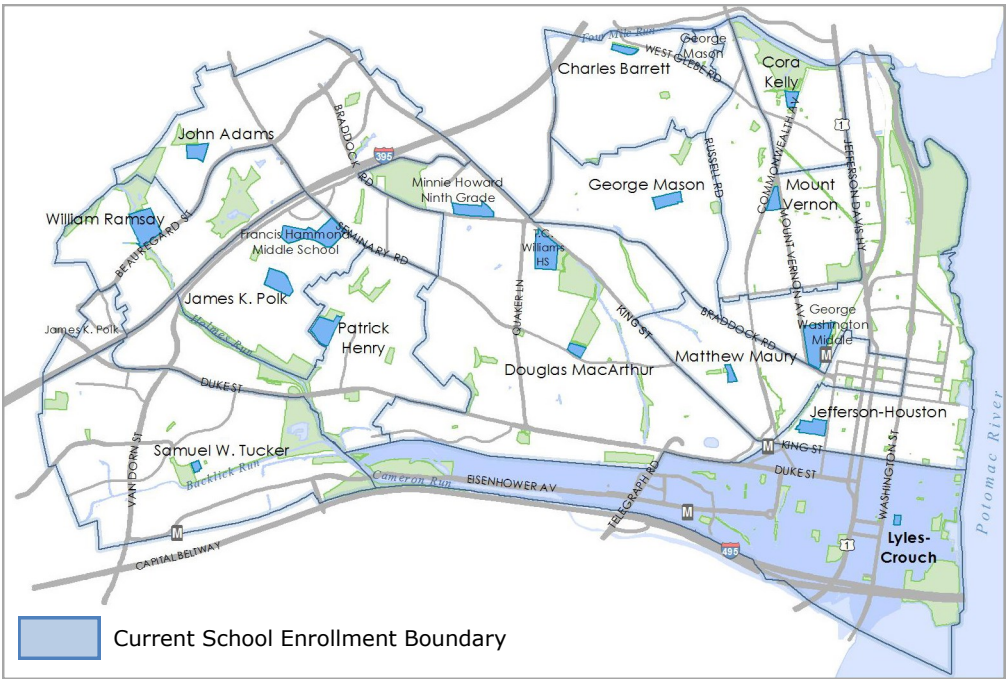 Four Mile Run
George
Mason
WEST GLEBE RD
Charles Barrett
Cora
Kelly
1
JEFFERSON DAVIS HY
COMMONWEALTH AV
BRADDOCK RD
John Adams
395
RUSSELL RD
Minnie Howard
Ninth Grade
George Mason
Mount
Vernon
MOUNT VERNON AV
William Ramsay
BEAUREGARD ST
Francis Hammond
Middle School
SEMINARY RD
T.C.
Williams
HS
James K. Polk
QUAKER LN
KING ST
BRADDOCK RD
George
Washington
Middle
M
James K. Polk
Holmes Run
Patrick
Henry
Matthew Maury
Douglas MacArthur
DUKE ST
Jefferson-Houston
Potomac River
VAN DORN ST
Samuel W. Tucker
Backlick Run
Cameron Run
EISENHOWER AV
TELEGRAPH RD
M
KING ST
DUKE ST
WASHINGTON ST
M
M
CAPITAL BELTWAY
495
1
Lyles-
Crouch
Current School Enrollment Boundary